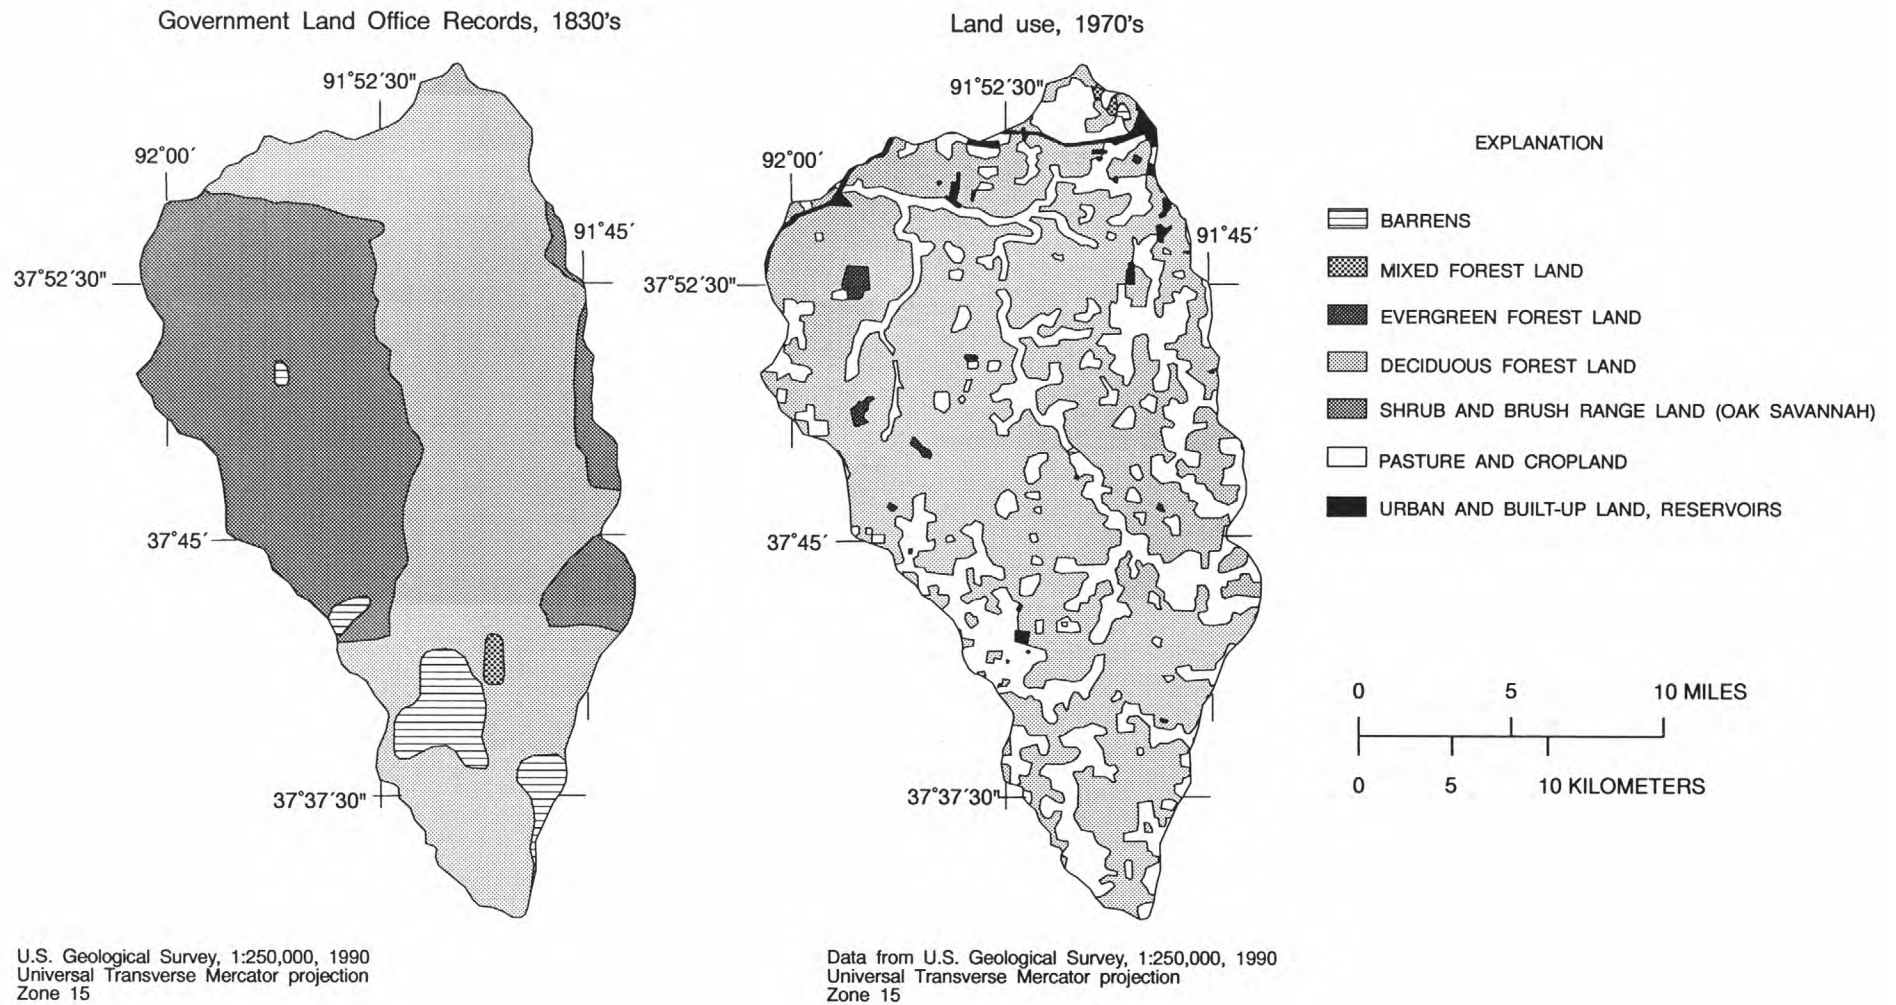 Government Land Office Records, 1830's
91°52'30"
92°00'
91°45'
37°52'30"
37°45'
37°37'30"
U.S. Geological Survey, 1:250,000, 1990
Universal Transverse Mercator projection
Zone 15
Land use, 1970's
91°52'30"
92°00'
91°45'
37°52'30"
37°45'
37°37'30"
Data from U.S. Geological Survey, 1:250,000, 1990
Universal Transverse Mercator projection
Zone 15
EXPLANATION
BARRENS
MIXED FOREST LAND
EVERGREEN FOREST LAND
DECIDUOUS FOREST LAND
SHRUB AND BRUSH RANGE LAND (OAK SAVANNAH)
PASTURE AND CROPLAND
URBAN AND BUILT-UP LAND, RESERVOIRS
0 5 10 MILES
0 5 10 KILOMETERS